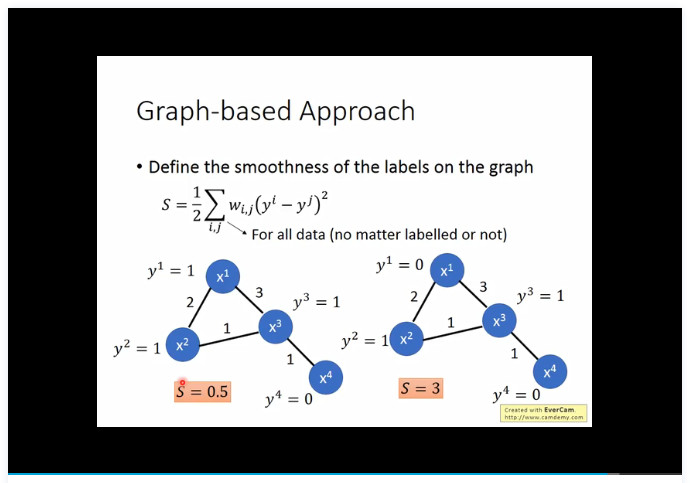 Graph-based Approach
• Define the smoothness of the labels on the graph
S = 1/2 ∑_{i,j} w_{i,j}(y^i − y^j)^2
For all data (no matter labelled or not)
y^1 = 1
x^1
2
3
y^3 = 1
1
x^3
y^2 = 1
x^2
1
x^4
S = 0.5
y^4 = 0
y^1 = 0
x^1
2
3
y^3 = 1
1
x^3
y^2 = 1
x^2
1
x^4
S = 3
y^4 = 0
Created with EverCam.
http://www.camdemy.com